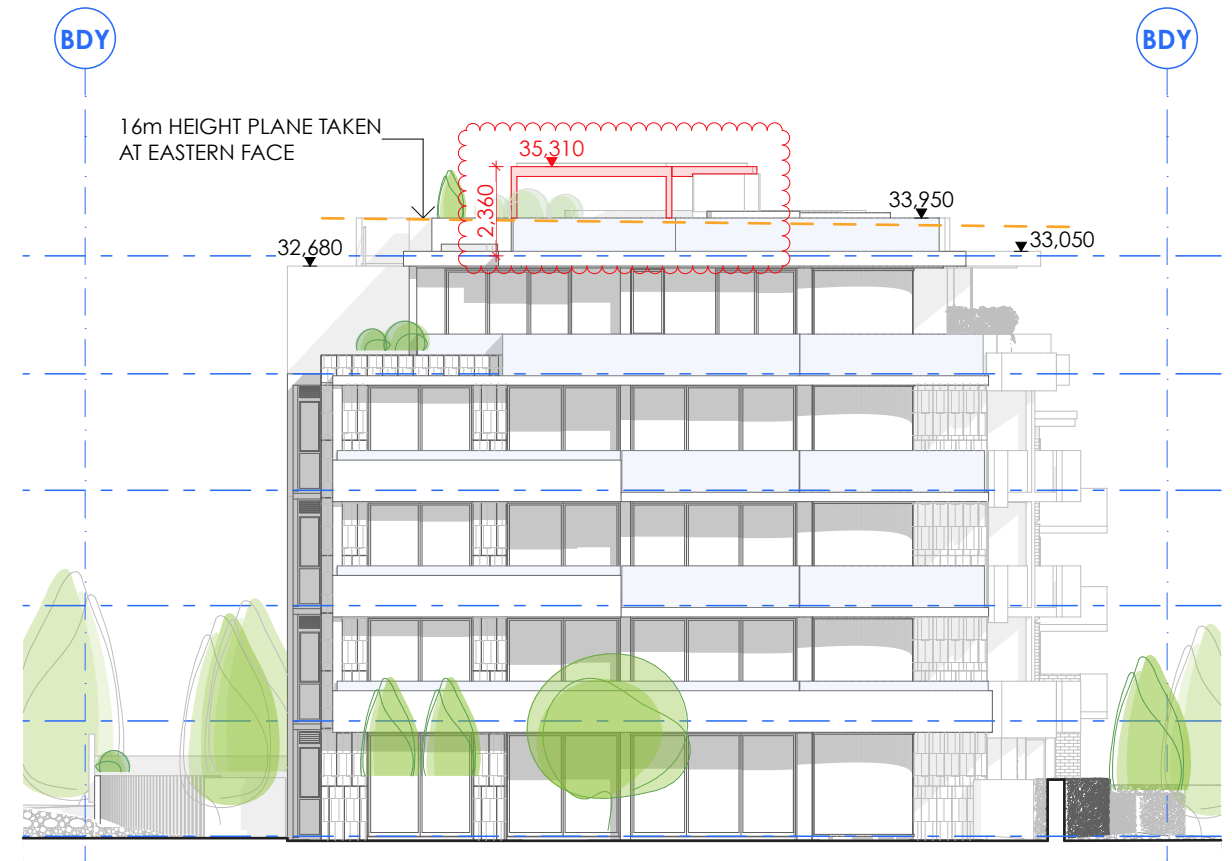 BDY
BDY
16m HEIGHT PLANE TAKEN
AT EASTERN FACE
35,310
2,360
33,950
32,680
33,050